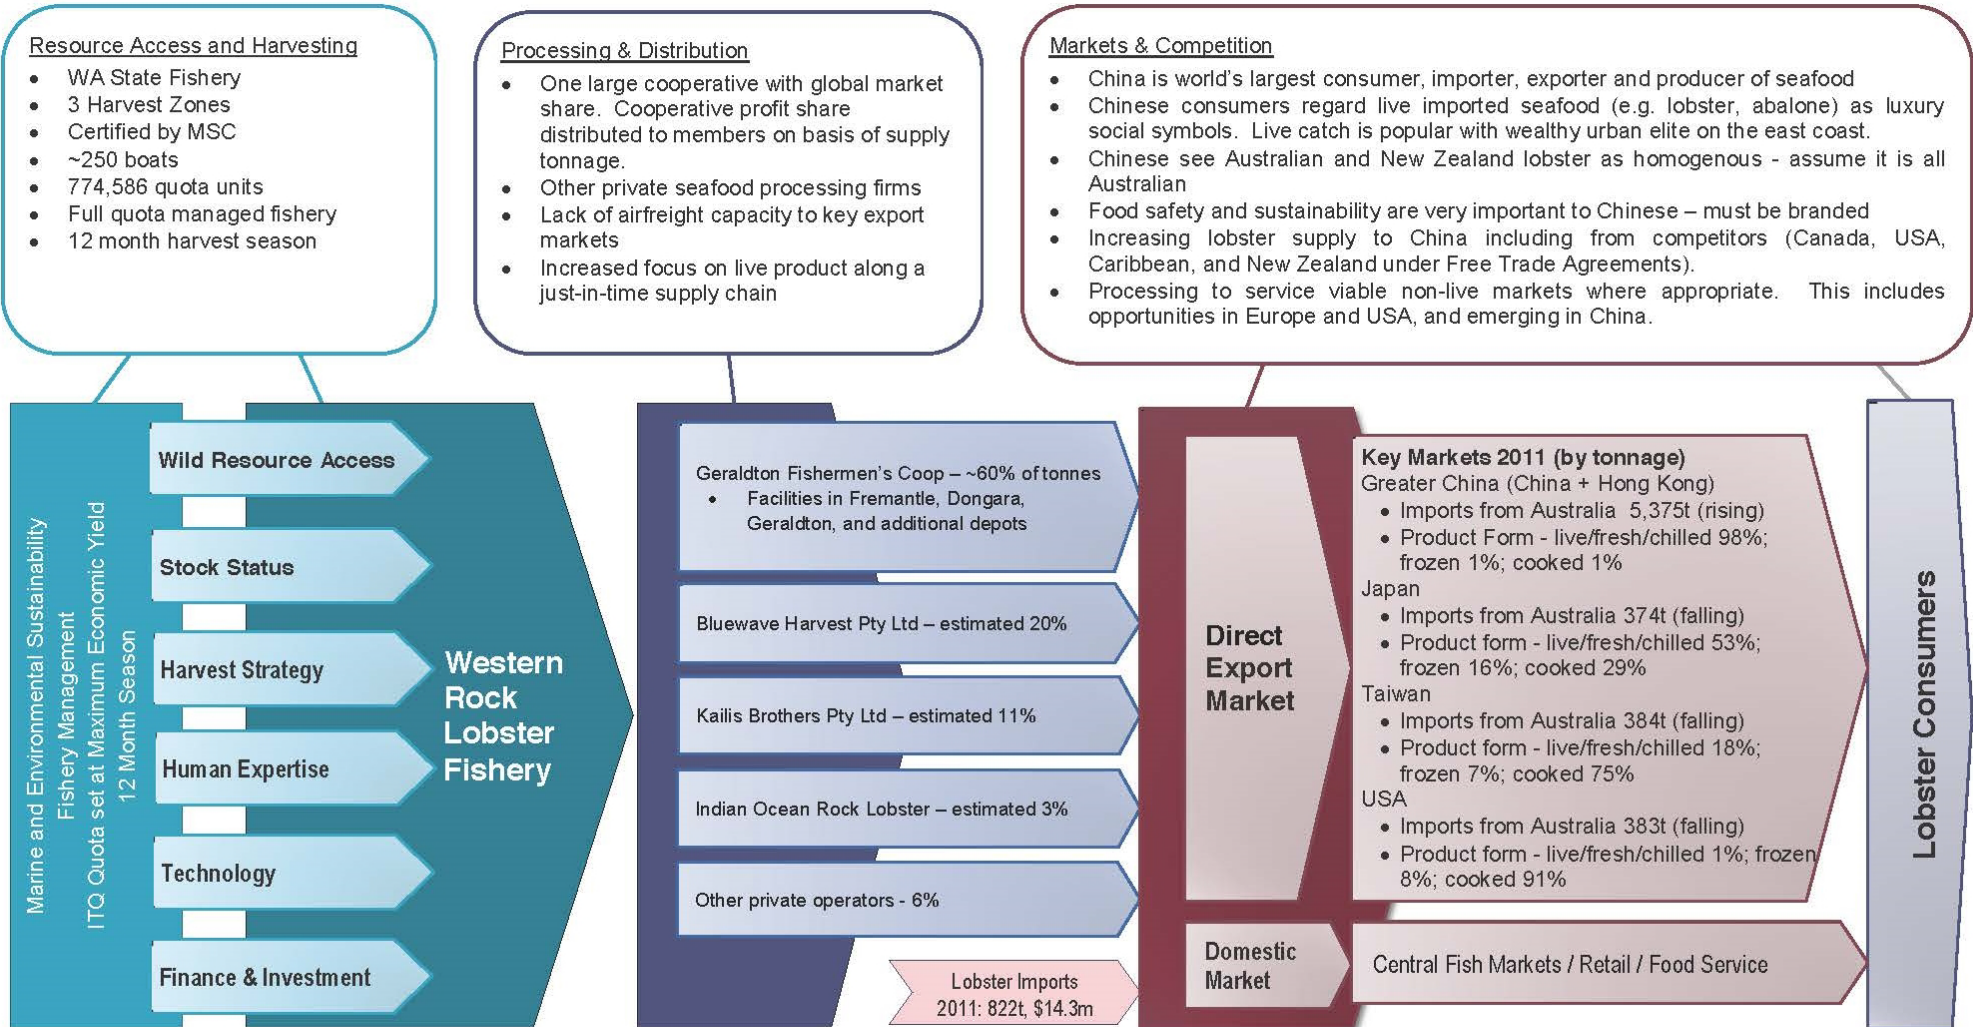 Resource Access and Harvesting
• WA State Fishery
• 3 Harvest Zones
• Certified by MSC
• ~250 boats
• 774,586 quota units
• Full quota managed fishery
• 12 month harvest season
Processing & Distribution
• One large cooperative with global market
share. Cooperative profit share
distributed to members on basis of supply
tonnage.
• Other private seafood processing firms
• Lack of airfreight capacity to key export
markets
• Increased focus on live product along a
just-in-time supply chain
Markets & Competition
• China is world's largest consumer, importer, exporter and producer of seafood
• Chinese consumers regard live imported seafood (e.g. lobster, abalone) as luxury
social symbols. Live catch is popular with wealthy urban elite on the east coast.
• Chinese see Australian and New Zealand lobster as homogenous - assume it is all
Australian
• Food safety and sustainability are very important to Chinese – must be branded
• Increasing lobster supply to China including from competitors (Canada, USA,
Caribbean, and New Zealand under Free Trade Agreements).
• Processing to service viable non-live markets where appropriate. This includes
opportunities in Europe and USA, and emerging in China.
Marine and Environmental Sustainability
Fishery Management
ITQ Quota set at Maximum Economic Yield
12 Month Season
Wild Resource Access
Stock Status
Harvest Strategy
Human Expertise
Technology
Finance & Investment
Western
Rock
Lobster
Fishery
Geraldton Fishermen's Coop – ~60% of tonnes
• Facilities in Fremantle, Dongara,
Geraldton, and additional depots
Bluewave Harvest Pty Ltd – estimated 20%
Kailis Brothers Pty Ltd – estimated 11%
Indian Ocean Rock Lobster – estimated 3%
Other private operators - 6%
Lobster Imports
2011: 822t, $14.3m
Direct
Export
Market
Key Markets 2011 (by tonnage)
Greater China (China + Hong Kong)
• Imports from Australia 5,375t (rising)
• Product Form - live/fresh/chilled 98%;
frozen 1%; cooked 1%
Japan
• Imports from Australia 374t (falling)
• Product form - live/fresh/chilled 53%;
frozen 16%; cooked 29%
Taiwan
• Imports from Australia 384t (falling)
• Product form - live/fresh/chilled 18%;
frozen 7%; cooked 75%
USA
• Imports from Australia 383t (falling)
• Product form - live/fresh/chilled 1%; frozen
8%; cooked 91%
Domestic
Market
Central Fish Markets / Retail / Food Service
Lobster Consumers